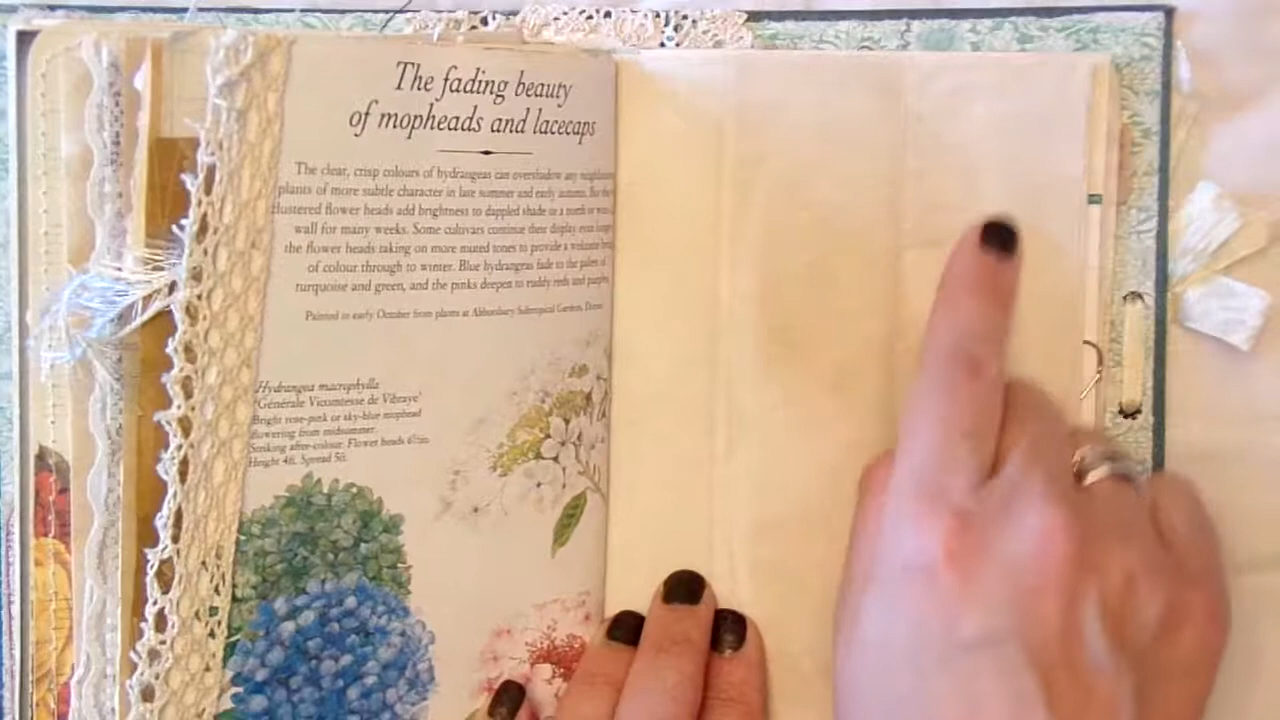 The fading beauty
of mopheads and lacecaps
The clear, crisp colours of hydrangeas can overshadow any
plants of more subtle character in late summer and early autumn. But
clustered flower heads add brightness to dappled shade or a north or
wall for many weeks. Some cultivars continue their display even
the flower heads taking on more muted tones to provide a welcome
of colour through to winter. Blue hydrangeas fade to the palest of
turquoise and green, and the pinks deepen to ruddy reds and purples
Painted in early October from plants at Abbotsbury Subtropical Gardens,
Hydrangea macrophylla
'Générale Vicomtesse de Vibraye'
Bright rose-pink or sky-blue mophead
flowering from midsummer.
Striking after-colour. Flower heads
Height 4ft. Spread 5ft.